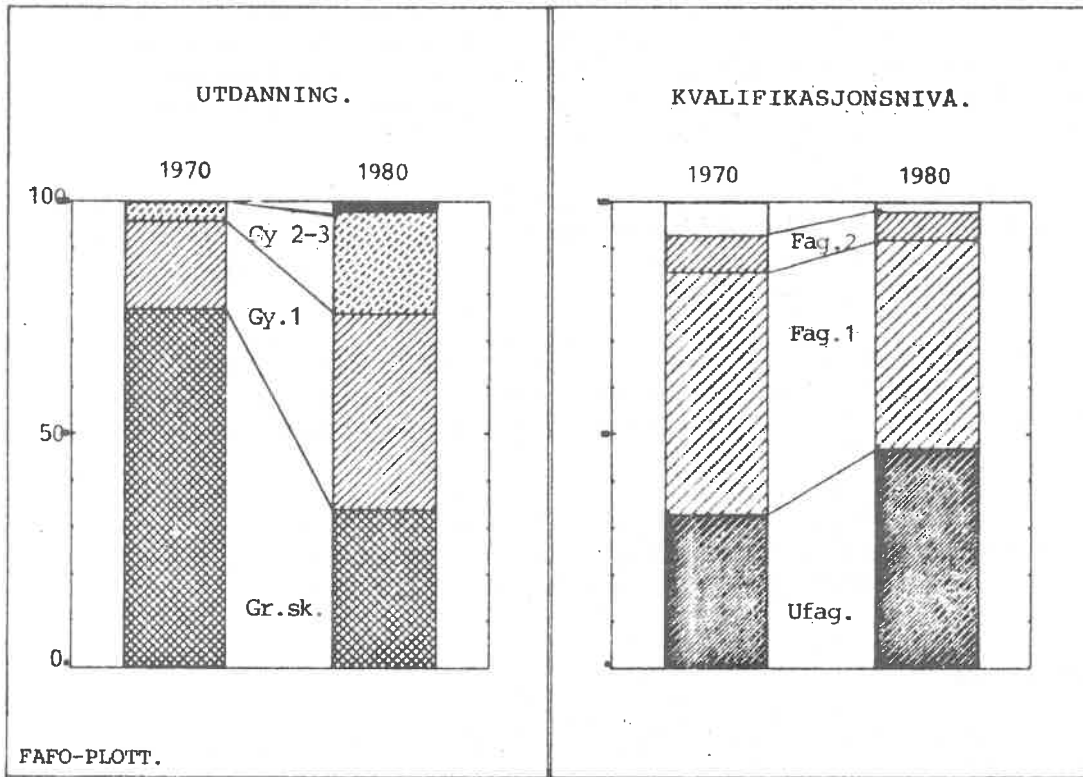 UTDANNING.
1970 1980
100
Gy 2-3
Gy.1
50
Gr.sk.
0
FAFO-PLOTT.
KVALIFIKASJONSNIVÅ.
1970 1980
Fag.2
Fag.1
Ufag.